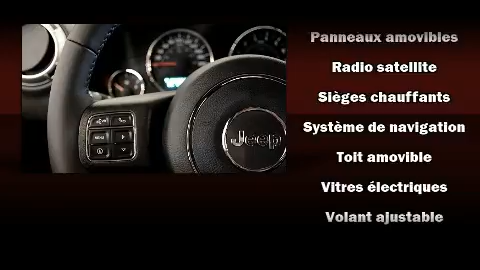 Panneaux amovibles
Radio satellite
Sièges chauffants
Système de navigation
Toit amovible
Vitres électriques
Volant ajustable
Jeep